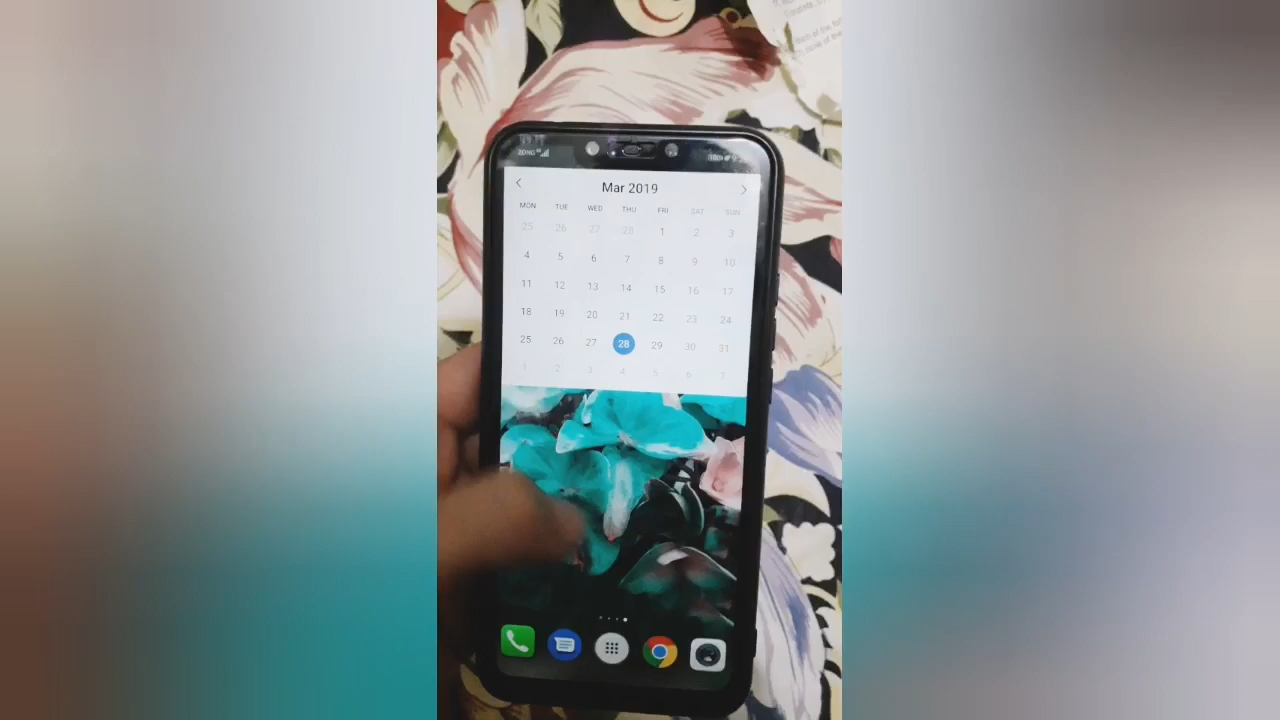 ZONG
Mar 2019
MON TUE WED THU FRI SAT SUN
25 26 27 28 1 2 3
4 5 6 7 8 9 10
11 12 13 14 15 16 17
18 19 20 21 22 23 24
25 26 27 28 29 30 31
1 2 3 4 5 6 7